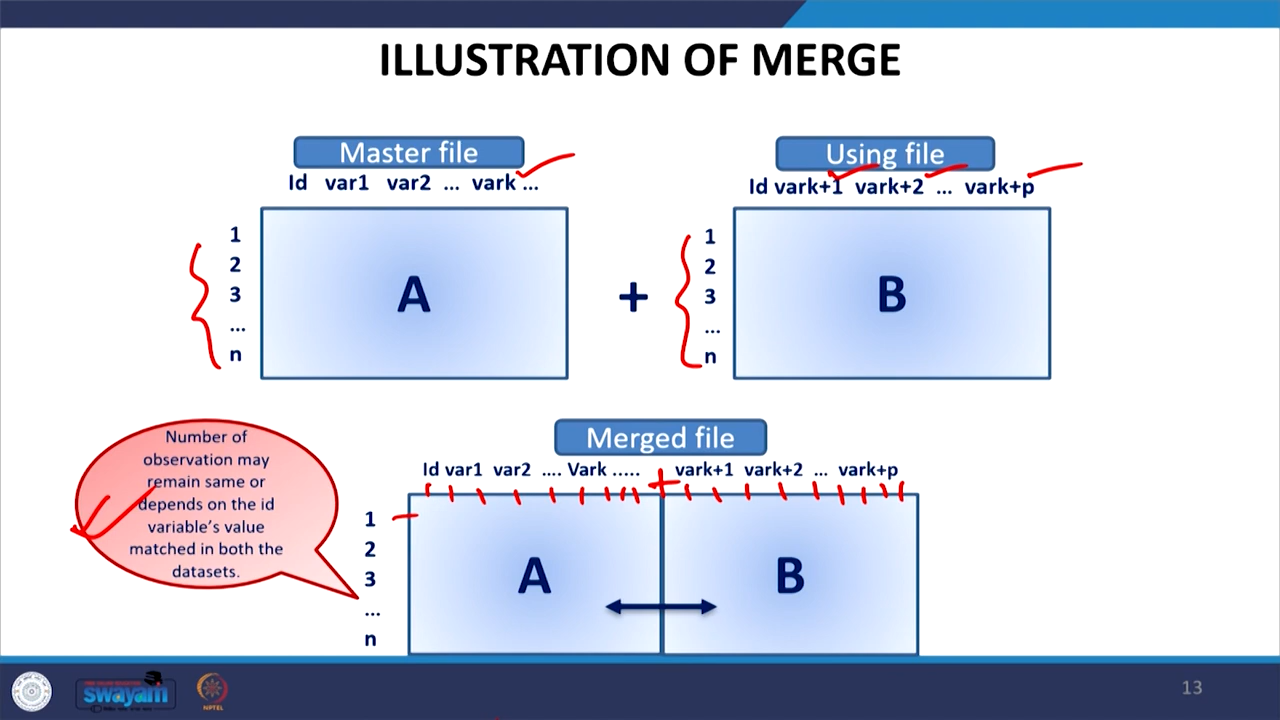 ILLUSTRATION OF MERGE
Master file
Id var1 var2 ... vark ...
1
2
3
...
n
A
+
Using file
Id vark+1 vark+2 ... vark+p
1
2
3
...
n
B
Merged file
Id var1 var2 .... Vark ..... vark+1 vark+2 ... vark+p
1
2
3
...
n
A
B
Number of
observation may
remain same or
depends on the id
variable's value
matched in both the
datasets.
swayam
NPTEL
13